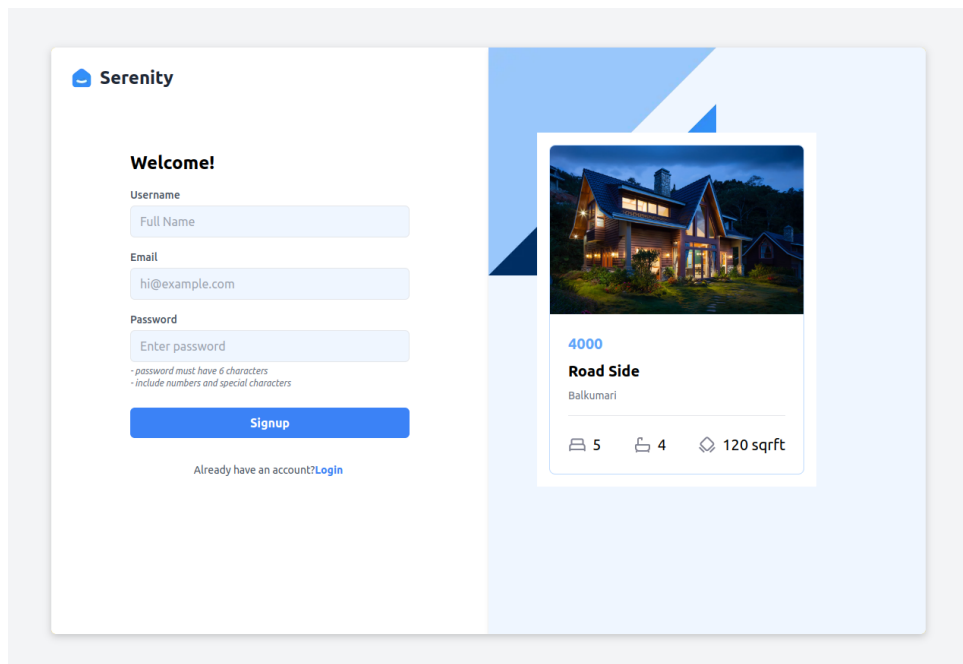 Serenity
Welcome!
Username
Full Name
Email
hi@example.com
Password
Enter password
- password must have 6 characters
- include numbers and special characters
Signup
Already have an account?Login
4000
Road Side
Balkumari
5 4 120 sqrft